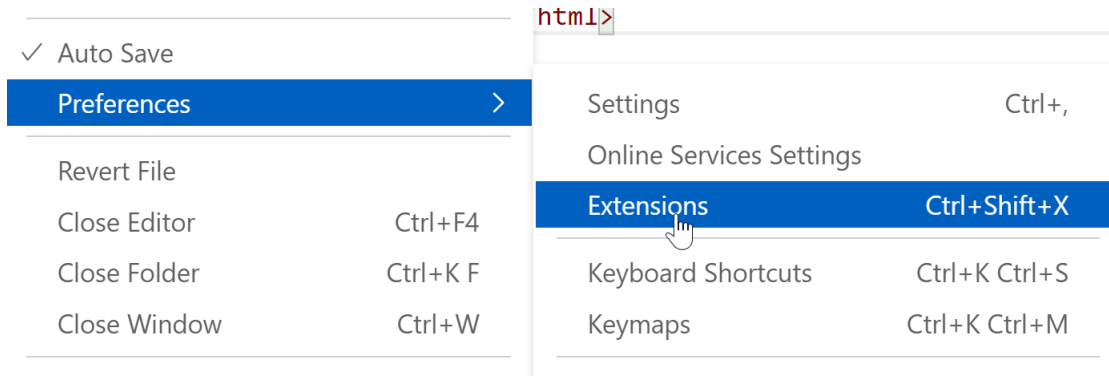 html>
Auto Save
Preferences
Revert File
Close Editor Ctrl+F4
Close Folder Ctrl+K F
Close Window Ctrl+W
Settings Ctrl+,
Online Services Settings
Extensions Ctrl+Shift+X
Keyboard Shortcuts Ctrl+K Ctrl+S
Keymaps Ctrl+K Ctrl+M